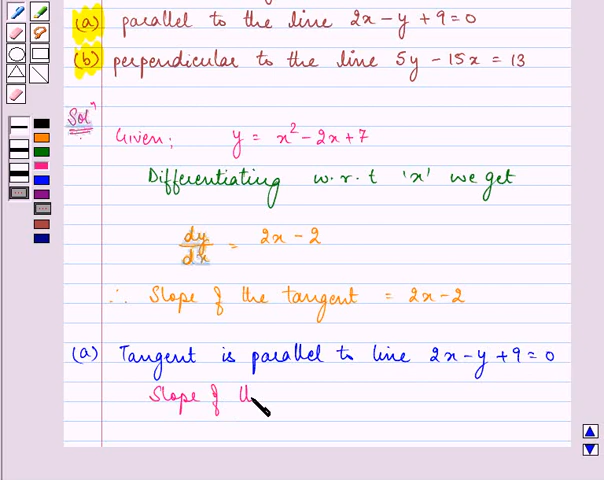 (a) parallel to the line 2x - y + 9 = 0
(b) perpendicular to the line 5y - 15x = 13
Solⁿ
Given: y = x² - 2x + 7
Differentiating w.r.t 'x' we get
dy/dx = 2x - 2
∴ Slope of the tangent = 2x - 2
(a) Tangent is parallel to line 2x - y + 9 = 0
Slope of